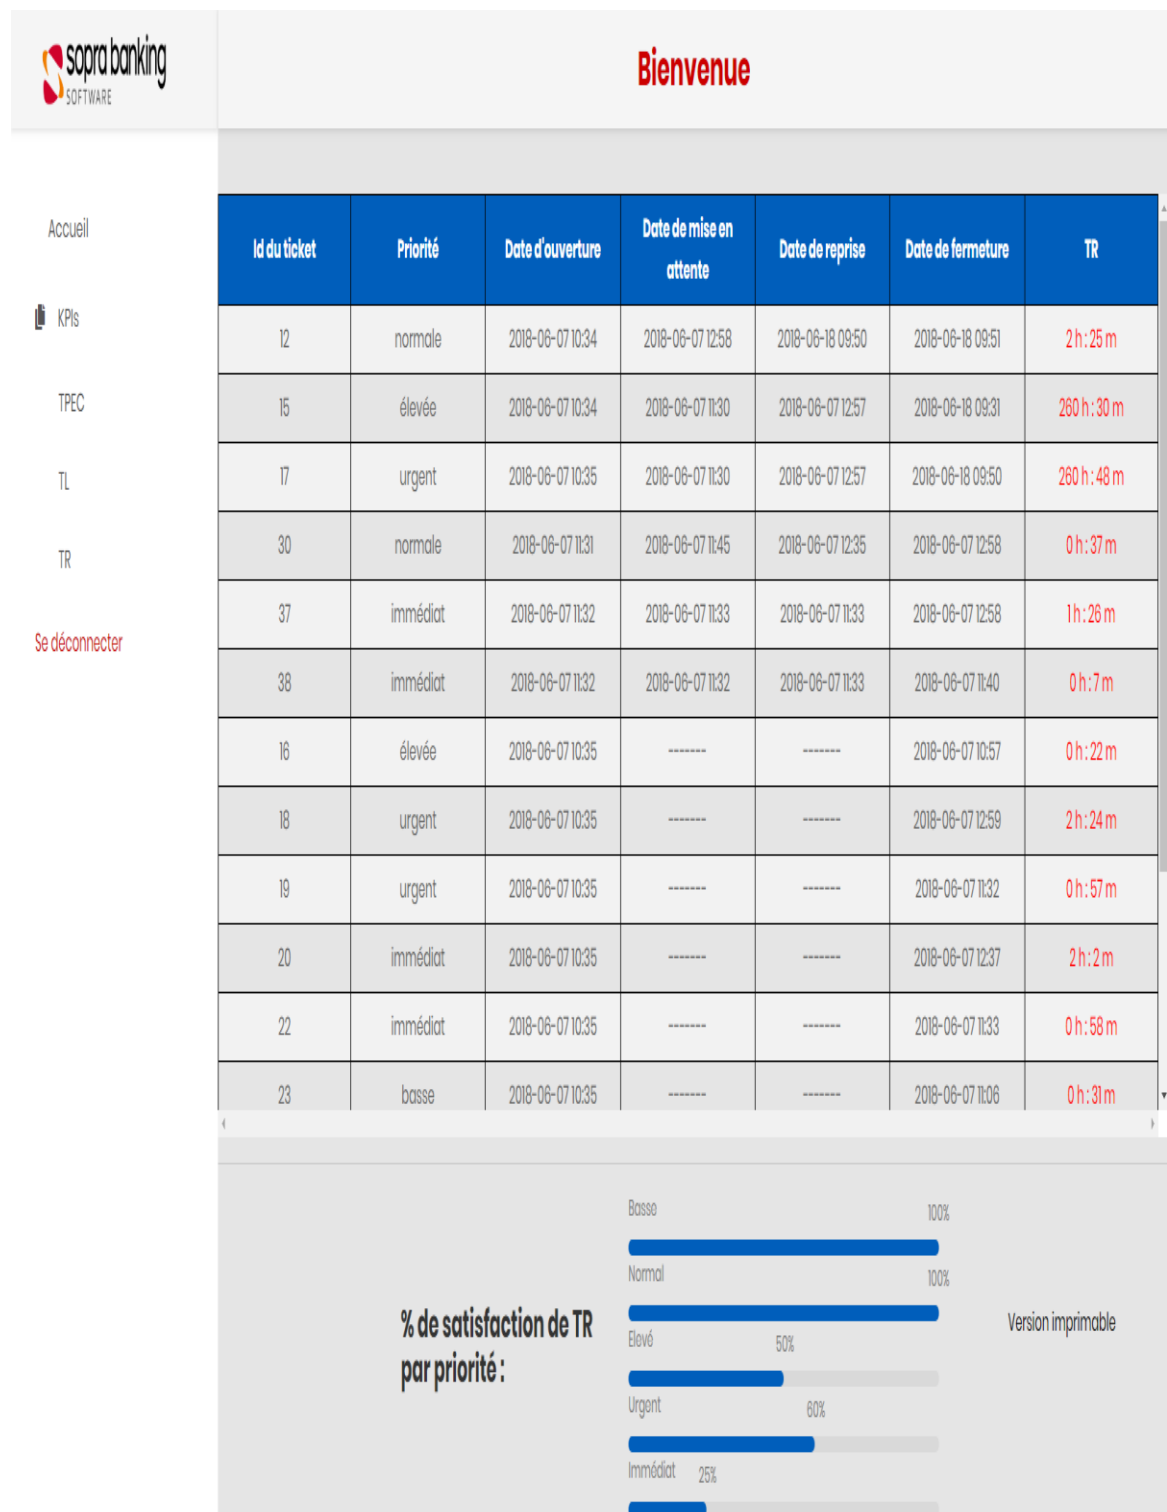 sopra banking
SOFTWARE
Bienvenue
Accueil
KPIs
TPEC
TL
TR
Se déconnecter
Id du ticket Priorité Date d'ouverture Date de mise en attente Date de reprise Date de fermeture TR
12 normale 2018-06-07 10:34 2018-06-07 12:58 2018-06-18 09:50 2018-06-18 09:51 2 h : 25 m
15 élevée 2018-06-07 10:34 2018-06-07 11:30 2018-06-07 12:57 2018-06-18 09:31 260 h : 30 m
17 urgent 2018-06-07 10:35 2018-06-07 11:30 2018-06-07 12:57 2018-06-18 09:50 260 h : 48 m
30 normale 2018-06-07 11:31 2018-06-07 11:45 2018-06-07 12:35 2018-06-07 12:58 0 h : 37 m
37 immédiat 2018-06-07 11:32 2018-06-07 11:33 2018-06-07 11:33 2018-06-07 12:58 1 h : 26 m
38 immédiat 2018-06-07 11:32 2018-06-07 11:32 2018-06-07 11:33 2018-06-07 11:40 0 h : 7 m
16 élevée 2018-06-07 10:35 ------- ------- 2018-06-07 10:57 0 h : 22 m
18 urgent 2018-06-07 10:35 ------- ------- 2018-06-07 12:59 2 h : 24 m
19 urgent 2018-06-07 10:35 ------- ------- 2018-06-07 11:32 0 h : 57 m
20 immédiat 2018-06-07 10:35 ------- ------- 2018-06-07 12:37 2 h : 2 m
22 immédiat 2018-06-07 10:35 ------- ------- 2018-06-07 11:33 0 h : 58 m
23 basse 2018-06-07 10:35 ------- ------- 2018-06-07 11:06 0 h : 31 m
% de satisfaction de TR
par priorité :
Basse 100%
Normal 100%
Elevé 50%
Urgent 60%
Immédiat 25%
Version imprimable